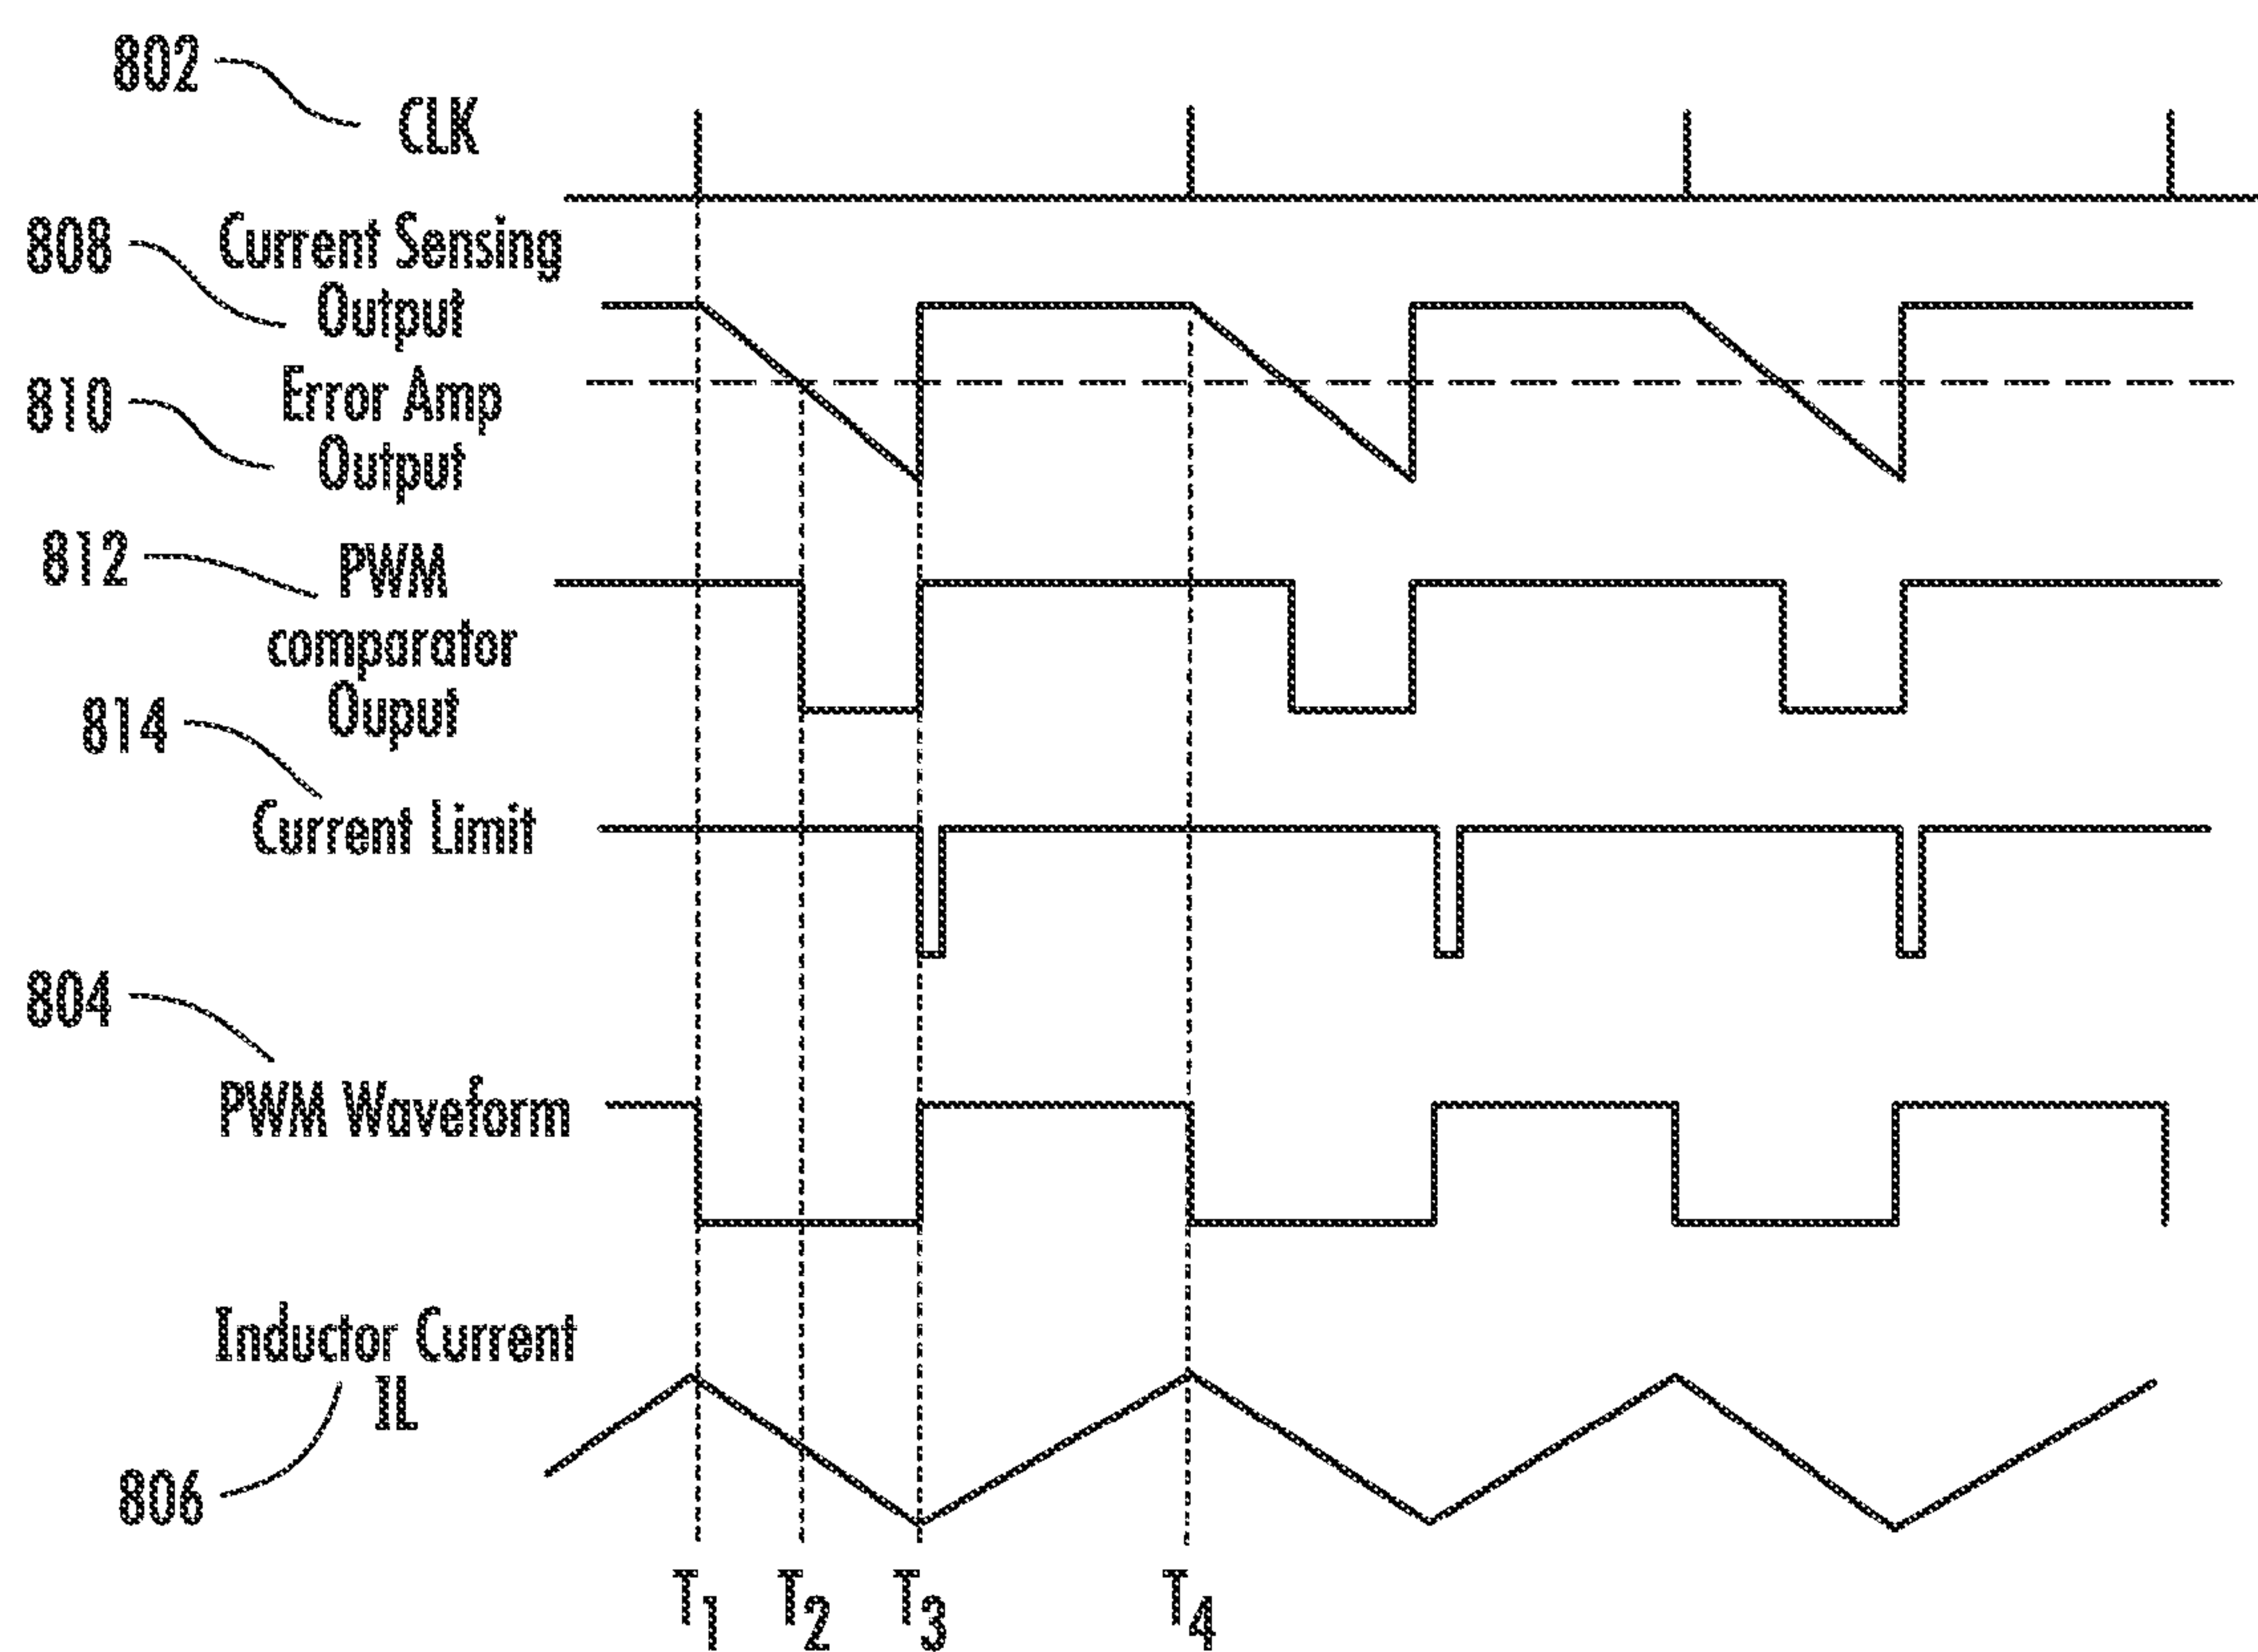 802
CLK
808
Current Sensing
Output
810
Error Amp
Output
812
PWM
comparator
Ouput
814
Current Limit
804
PWM Waveform
Inductor Current
IL
806
T1
T2
T3
T4